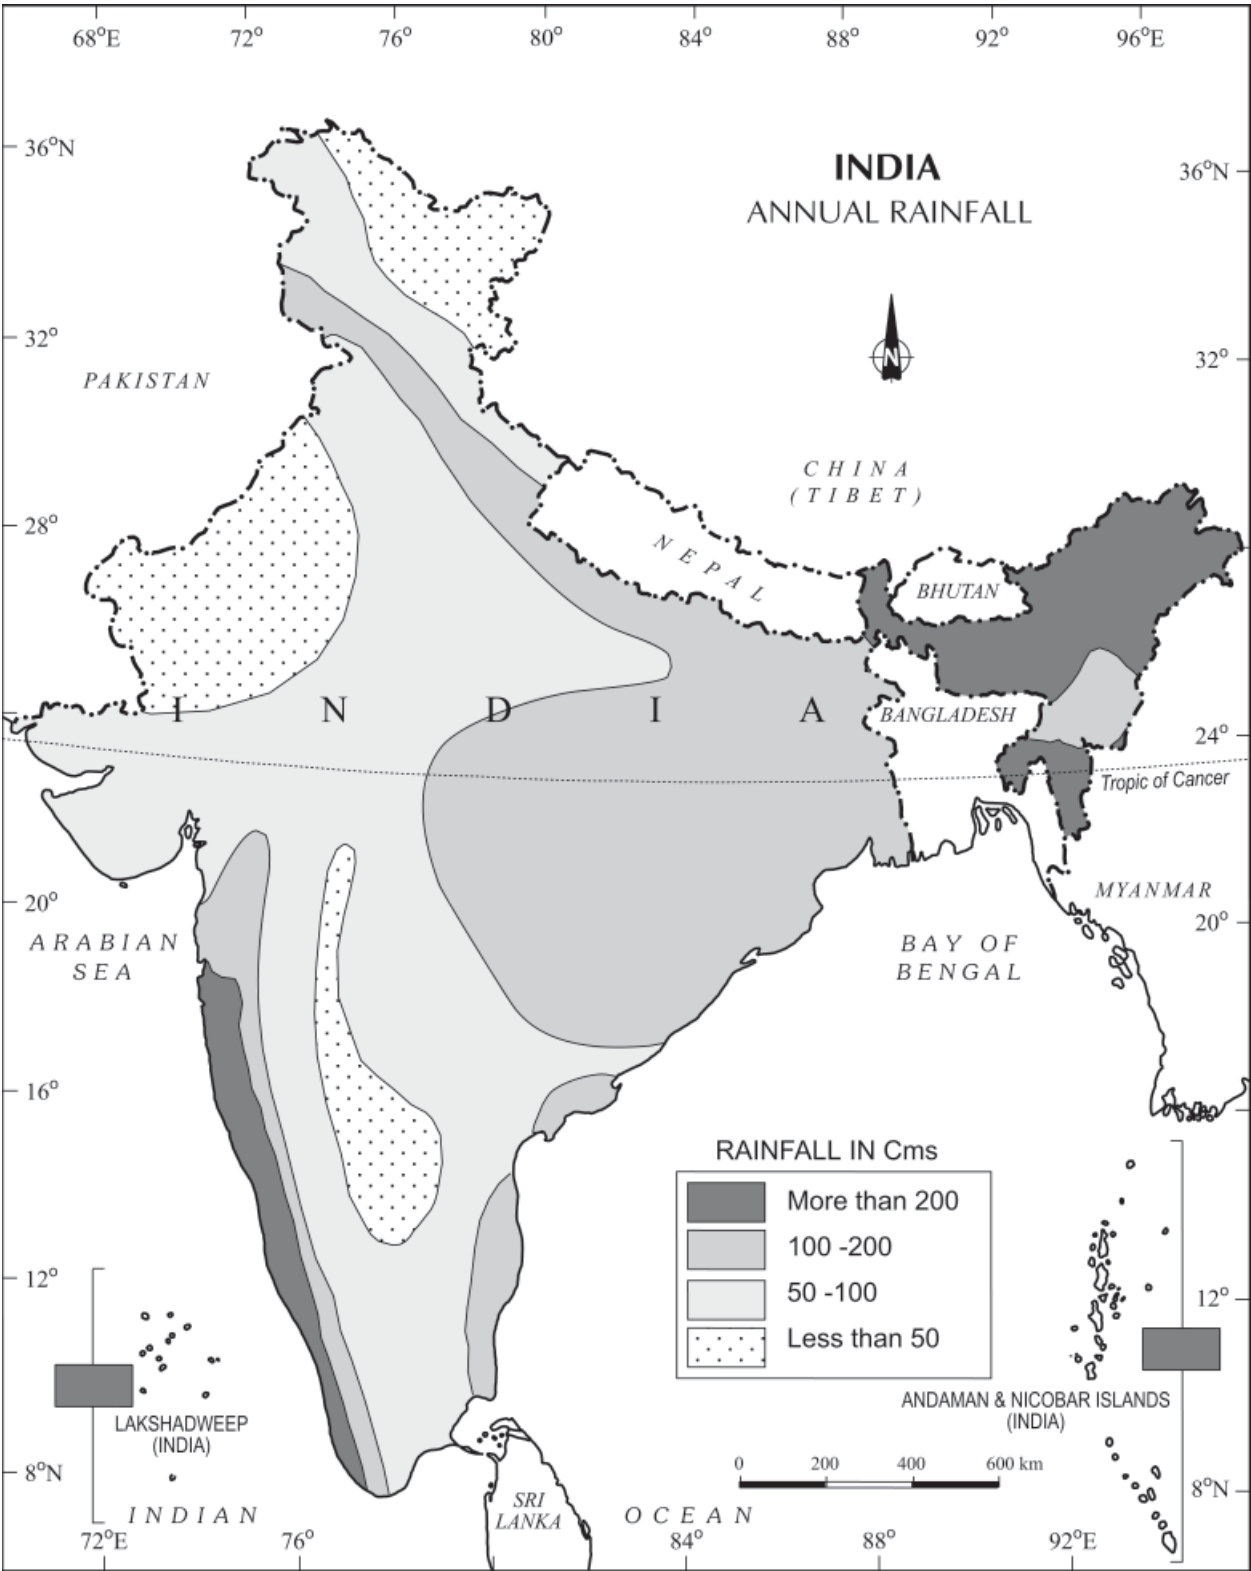 68°E 72° 76° 80° 84° 88° 92° 96°E
36°N
INDIA
36°N
ANNUAL RAINFALL
32°
N
32°
PAKISTAN
CHINA
(TIBET)
28°
NEPAL
BHUTAN
I N D I A
BANGLADESH
24°
Tropic of Cancer
20°
MYANMAR
20°
ARABIAN
SEA
BAY OF
BENGAL
16°
RAINFALL IN Cms
More than 200
100 -200
50 -100
Less than 50
12°
12°
ANDAMAN & NICOBAR ISLANDS
(INDIA)
LAKSHADWEEP
(INDIA)
0 200 400 600 km
8°N
8°N
SRI
LANKA
INDIAN OCEAN
72°E 76° 84° 88° 92°E